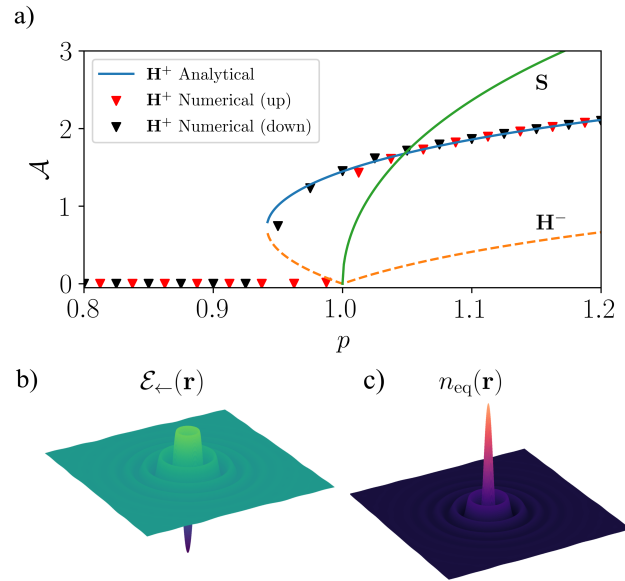 a)
3
2
1
0
𝒜
H⁺ Analytical
H⁺ Numerical (up)
H⁺ Numerical (down)
S
H⁻
0.8 0.9 1.0 1.1 1.2
p
b) ℰ←(r)
c) n_eq(r)